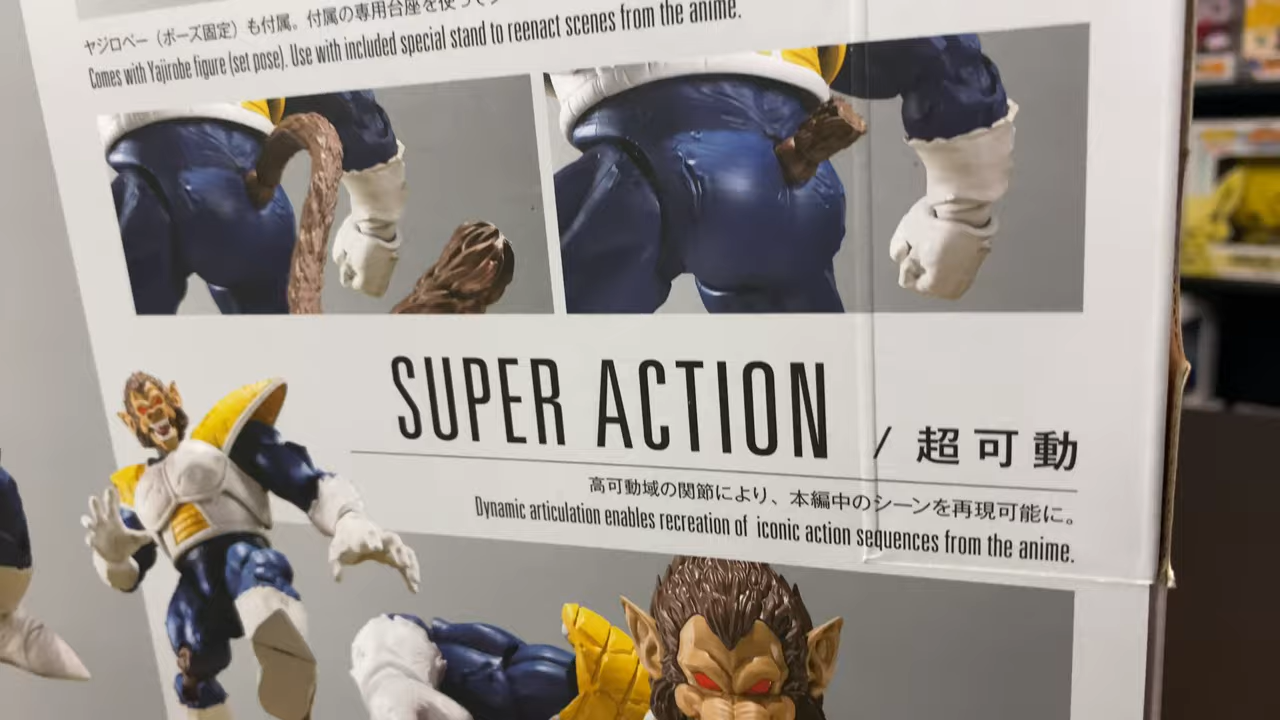 ヤジロベー（ポーズ固定）も付属。付属の専用台座を使って
Comes with Yajirobe figure (set pose). Use with included special stand to reenact scenes from the anime.
SUPER ACTION / 超可動
高可動域の関節により、本編中のシーンを再現可能に。
Dynamic articulation enables recreation of iconic action sequences from the anime.